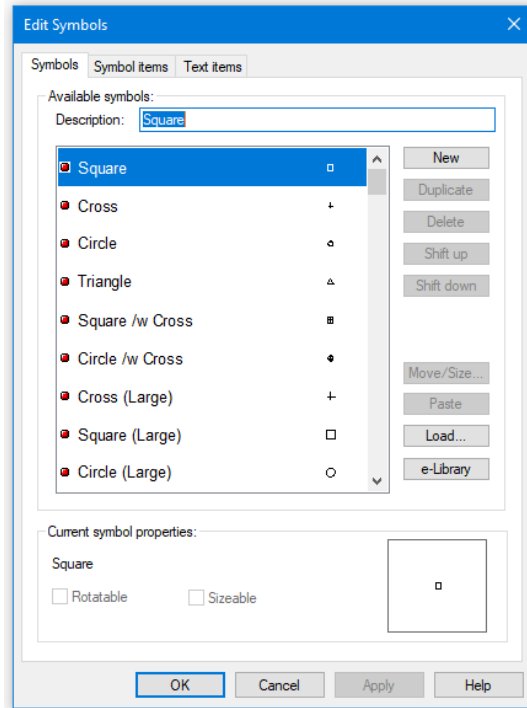 Edit Symbols
Symbols Symbol items Text items
Available symbols:
Description: Square
Square
Cross
Circle
Triangle
Square /w Cross
Circle /w Cross
Cross (Large)
Square (Large)
Circle (Large)
New
Duplicate
Delete
Shift up
Shift down
Move/Size...
Paste
Load...
e-Library
Current symbol properties:
Square
Rotatable Sizeable
OK Cancel Apply Help